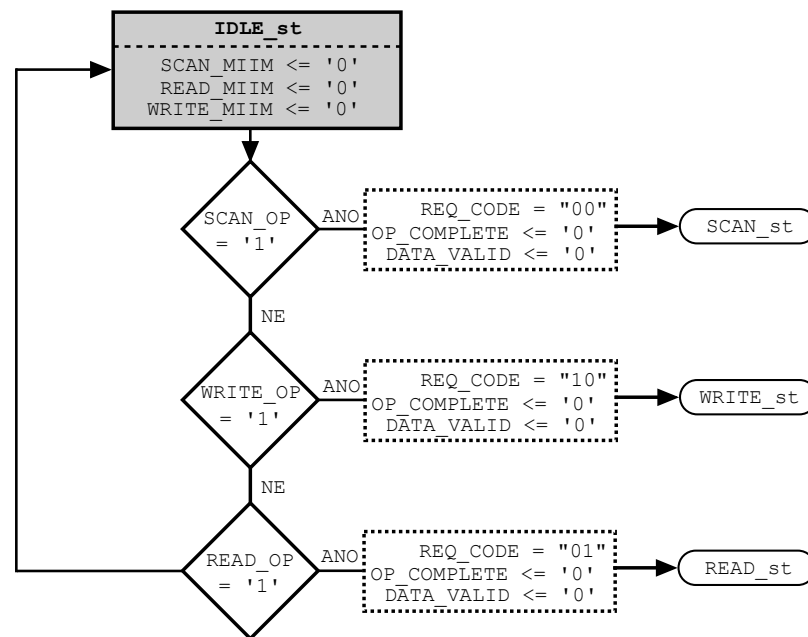 IDLE_st
SCAN_MIIM <= '0'
READ_MIIM <= '0'
WRITE_MIIM <= '0'
SCAN_OP
= '1'
ANO
REQ_CODE = "00"
OP_COMPLETE <= '0'
DATA_VALID <= '0'
SCAN_st
NE
WRITE_OP
= '1'
ANO
REQ_CODE = "10"
OP_COMPLETE <= '0'
DATA_VALID <= '0'
WRITE_st
NE
READ_OP
= '1'
ANO
REQ_CODE = "01"
OP_COMPLETE <= '0'
DATA_VALID <= '0'
READ_st